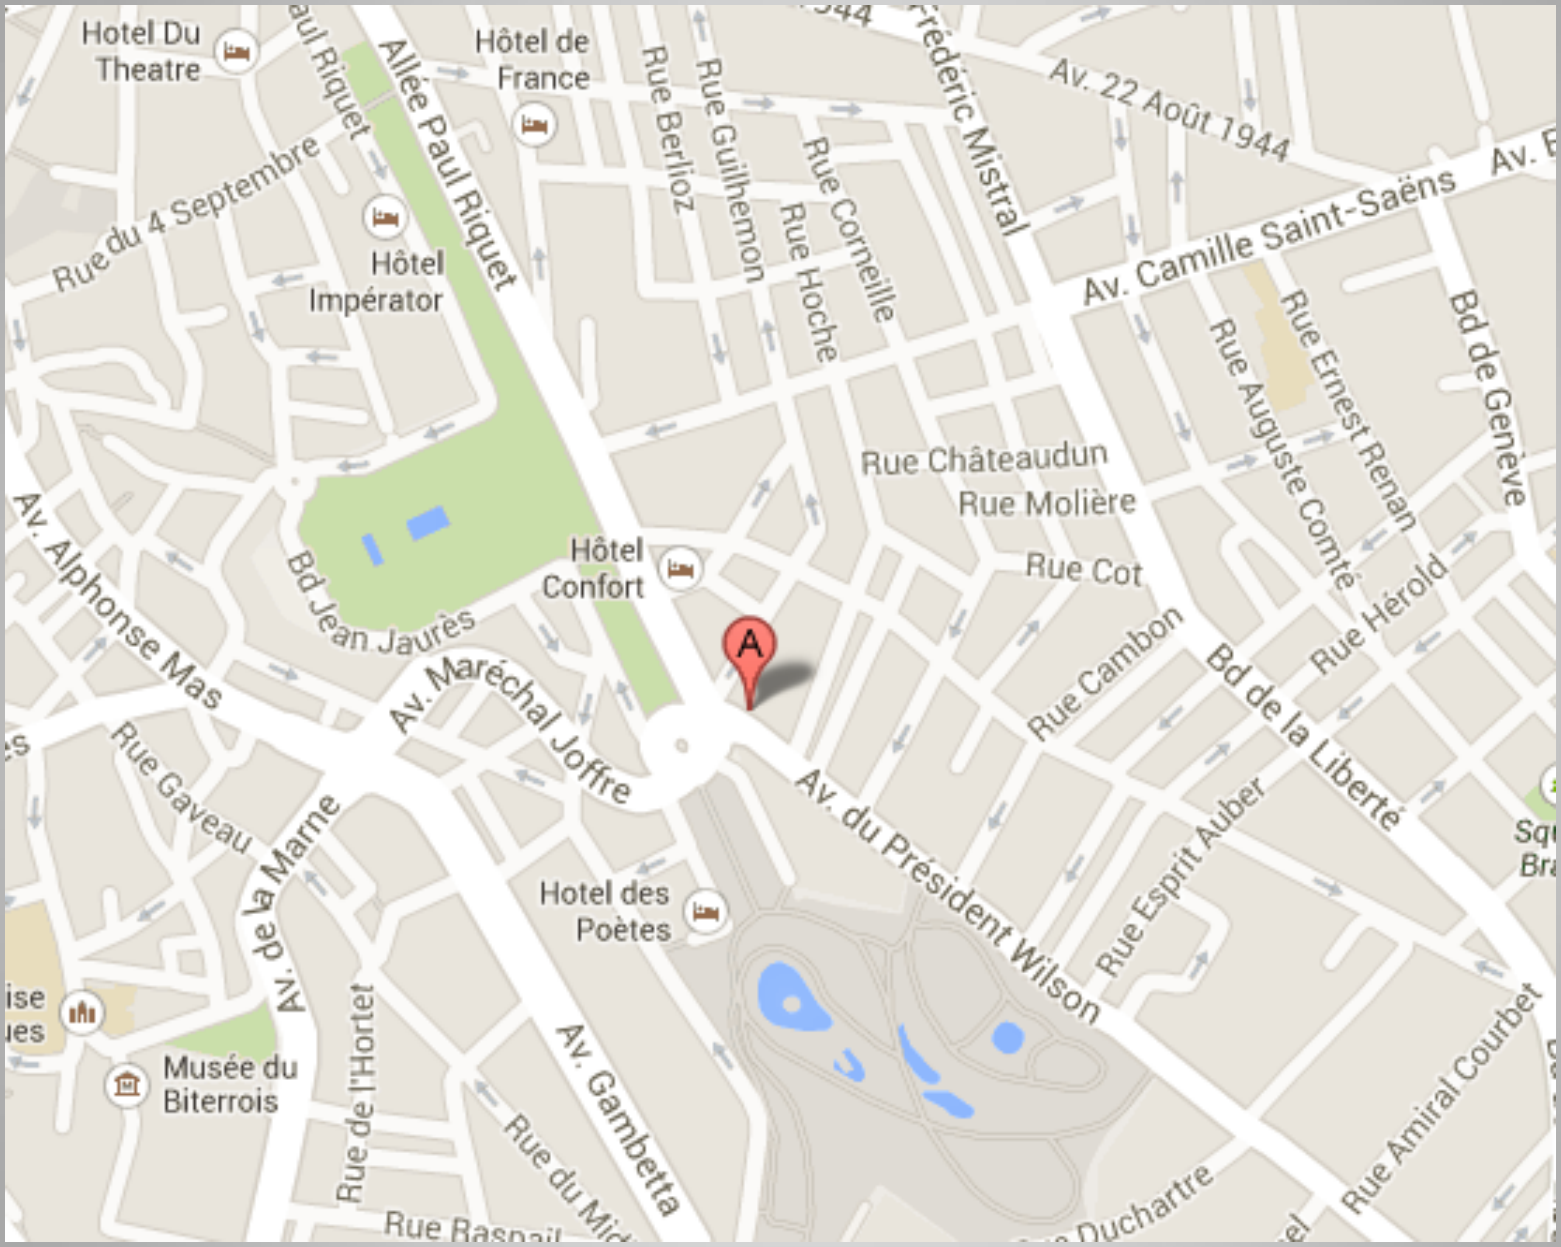 Hotel Du
Theatre
Hôtel de
France
Allée Paul Riquet
Rue Berlioz
Rue Guilhemon
Frédéric Mistral
Av. 22 Août 1944
Rue du 4 Septembre
Rue Corneille
Rue Hoche
Hôtel
Impérator
Av. Camille Saint-Saëns
Rue Ernest Renan
Rue Auguste Comte
Bd de Genève
Rue Châteaudun
Rue Molière
Rue Cot
Av. Alphonse Mas
Bd Jean Jaurès
Hôtel
Confort
A
Rue Cambon
Rue Hérold
Bd de la Liberté
Av. Maréchal Joffre
Rue Gaveau
Av. de la Marne
Av. du Président Wilson
Rue Esprit Auber
Hotel des
Poètes
Musée du
Biterrois
Rue de l'Hortet
Av. Gambetta
Rue du Midi
Rue Raspail
Rue Amiral Courbet
Duchartre